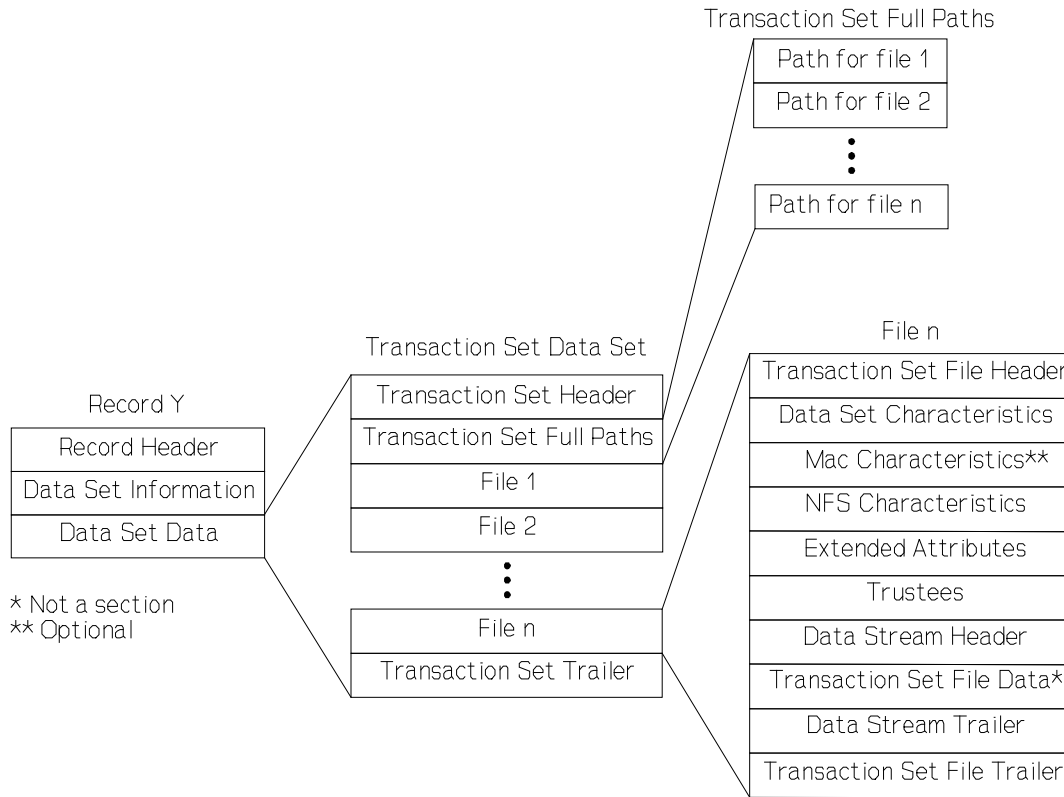 Transaction Set Full Paths
Path for file 1
Path for file 2
Path for file n
Transaction Set Data Set
Transaction Set Header
Transaction Set Full Paths
File 1
File 2
File n
Transaction Set Trailer
Record Y
Record Header
Data Set Information
Data Set Data
* Not a section
** Optional
File n
Transaction Set File Header
Data Set Characteristics
Mac Characteristics**
NFS Characteristics
Extended Attributes
Trustees
Data Stream Header
Transaction Set File Data*
Data Stream Trailer
Transaction Set File Trailer